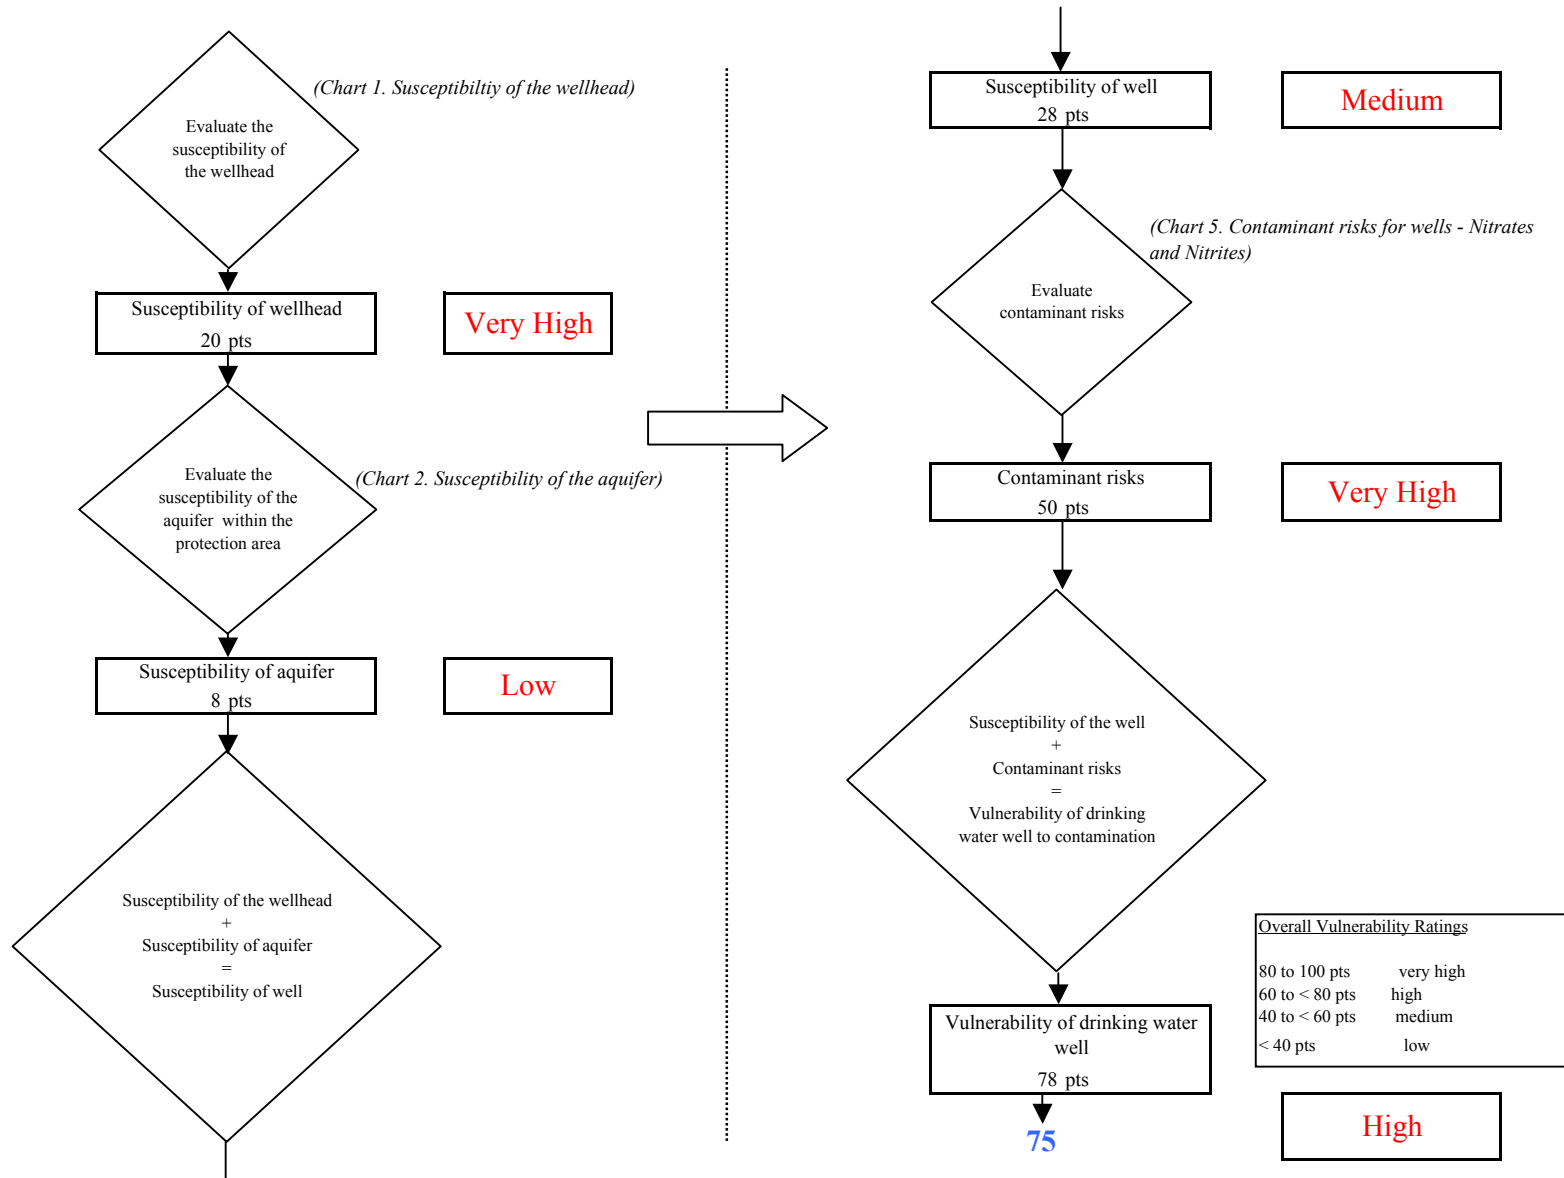 (Chart 1. Susceptibiltiy of the wellhead)
Evaluate the
susceptibility of
the wellhead
Susceptibility of wellhead
20 pts
Very High
Evaluate the
susceptibility of the
aquifer within the
protection area
(Chart 2. Susceptibility of the aquifer)
Susceptibility of aquifer
8 pts
Low
Susceptibility of the wellhead
+
Susceptibility of aquifer
=
Susceptibility of well
Susceptibility of well
28 pts
Medium
(Chart 5. Contaminant risks for wells - Nitrates
and Nitrites)
Evaluate
contaminant risks
Contaminant risks
50 pts
Very High
Susceptibility of the well
+
Contaminant risks
=
Vulnerability of drinking
water well to contamination
Overall Vulnerability Ratings
80 to 100 pts very high
60 to < 80 pts high
40 to < 60 pts medium
< 40 pts low
Vulnerability of drinking water
well
78 pts
High
75